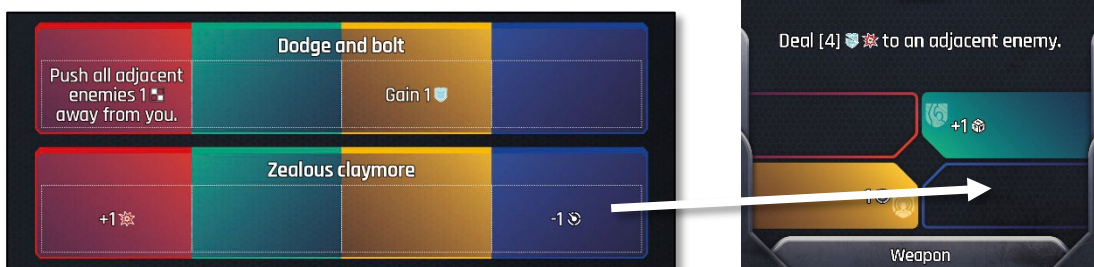 Dodge and bolt
Push all adjacent
enemies 1
away from you.
Gain 1
Zealous claymore
+1
-1
Deal [4] to an adjacent enemy.
+1
Weapon